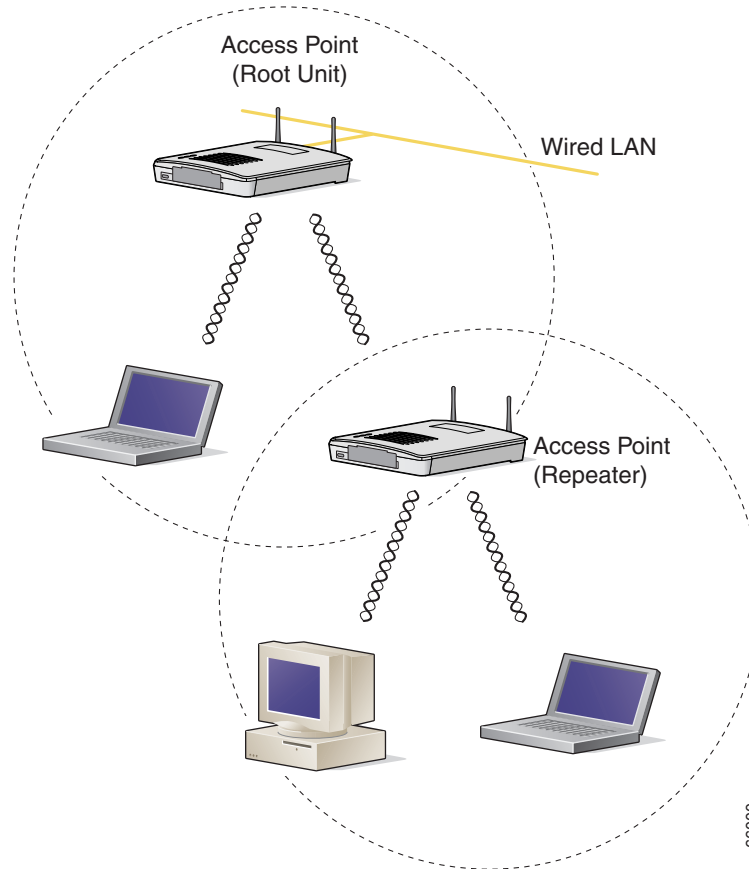 Access Point
(Root Unit)
Wired LAN
Access Point
(Repeater)